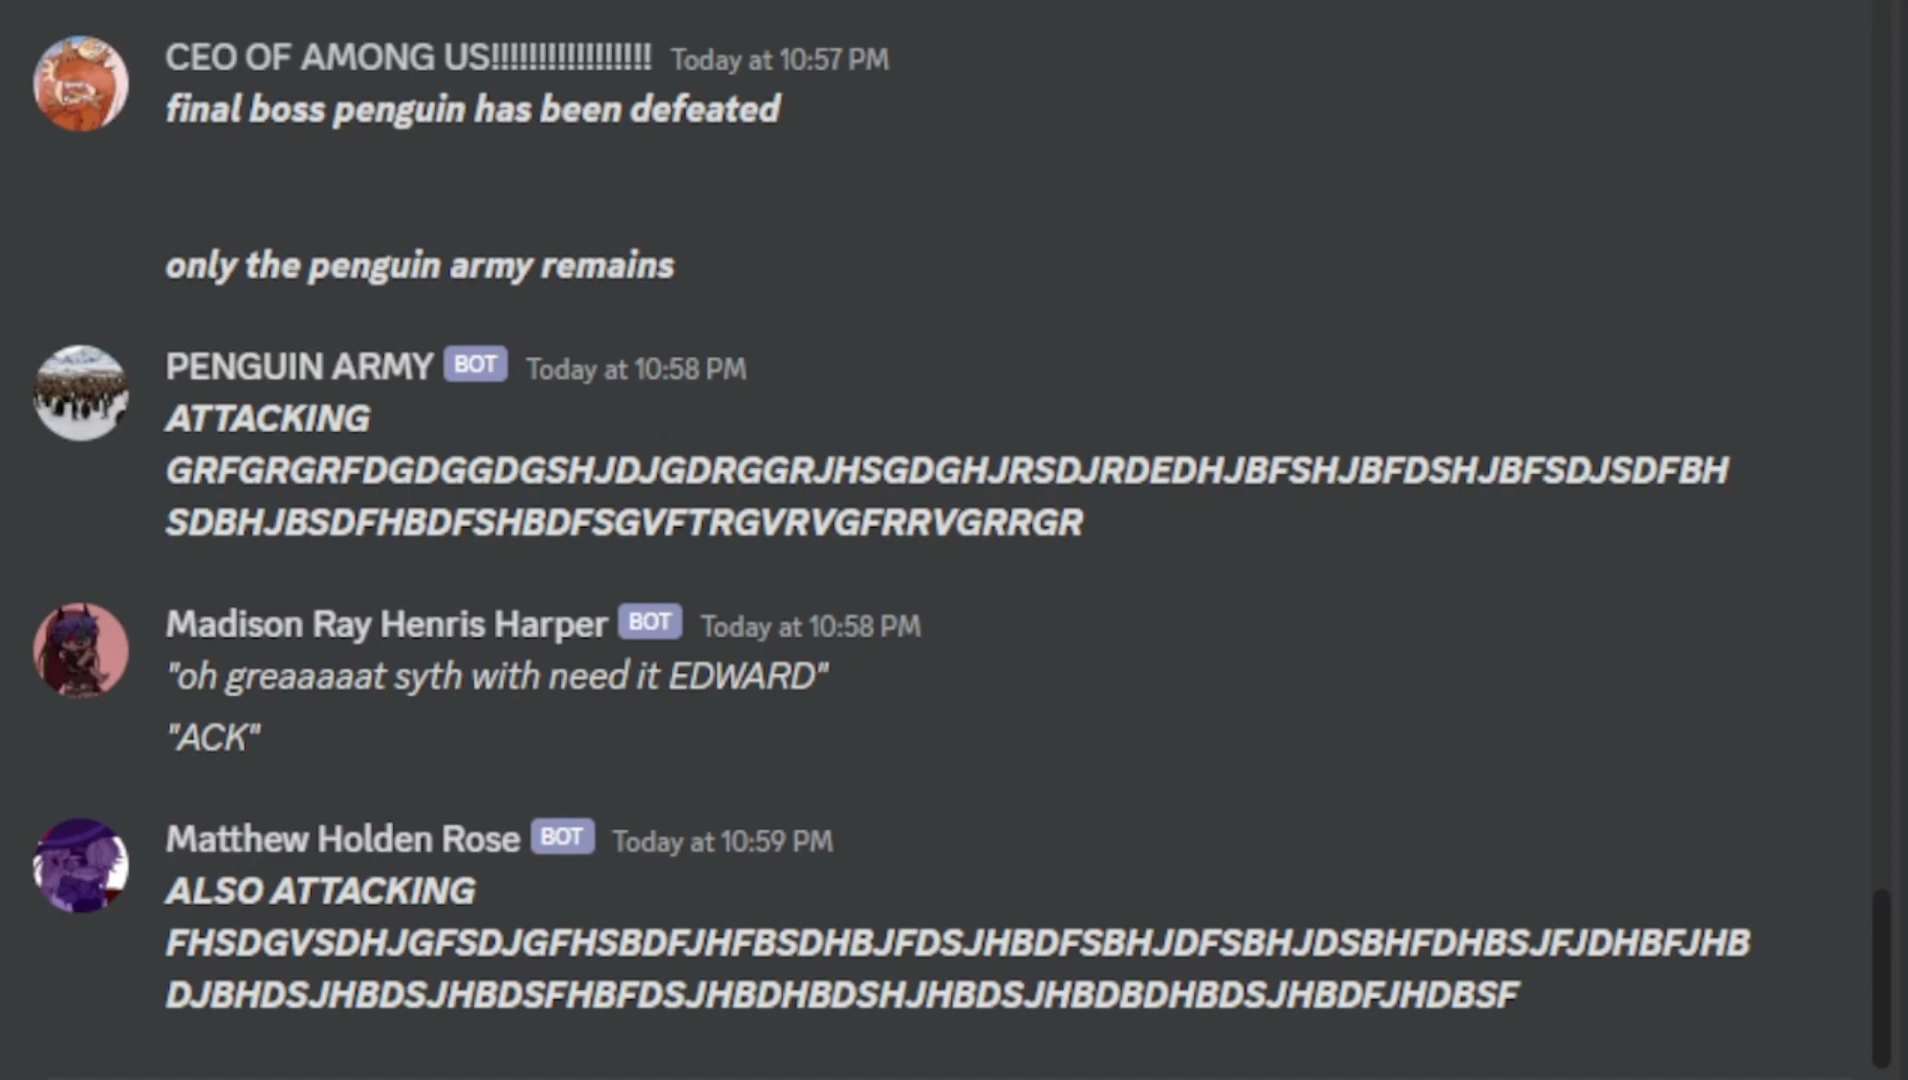 CEO OF AMONG US!!!!!!!!!!!!!!!!! Today at 10:57 PM
final boss penguin has been defeated
only the penguin army remains
PENGUIN ARMY BOT Today at 10:58 PM
ATTACKING
GRFGRGRFDGDGGDGSHJDJGDRGGRJHSGDGHJRSDJRDEDHJBFSHJBFDSHJBFSDJSDFBH
SDBHJBSDFHBDFSHBDFSGVFTRGVRVGFRRVGRRGR
Madison Ray Henris Harper BOT Today at 10:58 PM
"oh greaaaaat syth with need it EDWARD"
"ACK"
Matthew Holden Rose BOT Today at 10:59 PM
ALSO ATTACKING
FHSDGVSDHJGFSDJGFHSBDFJHFBSDHBJFDSJHBDFSBHJDFSBHJDSBHFDHBSJFJDHBFJHB
DJBHDSJHBDSJHBDSFHBFDSJHBDHBDSHJHBDSJHBDBDHBDSJHBDFJHDBSF